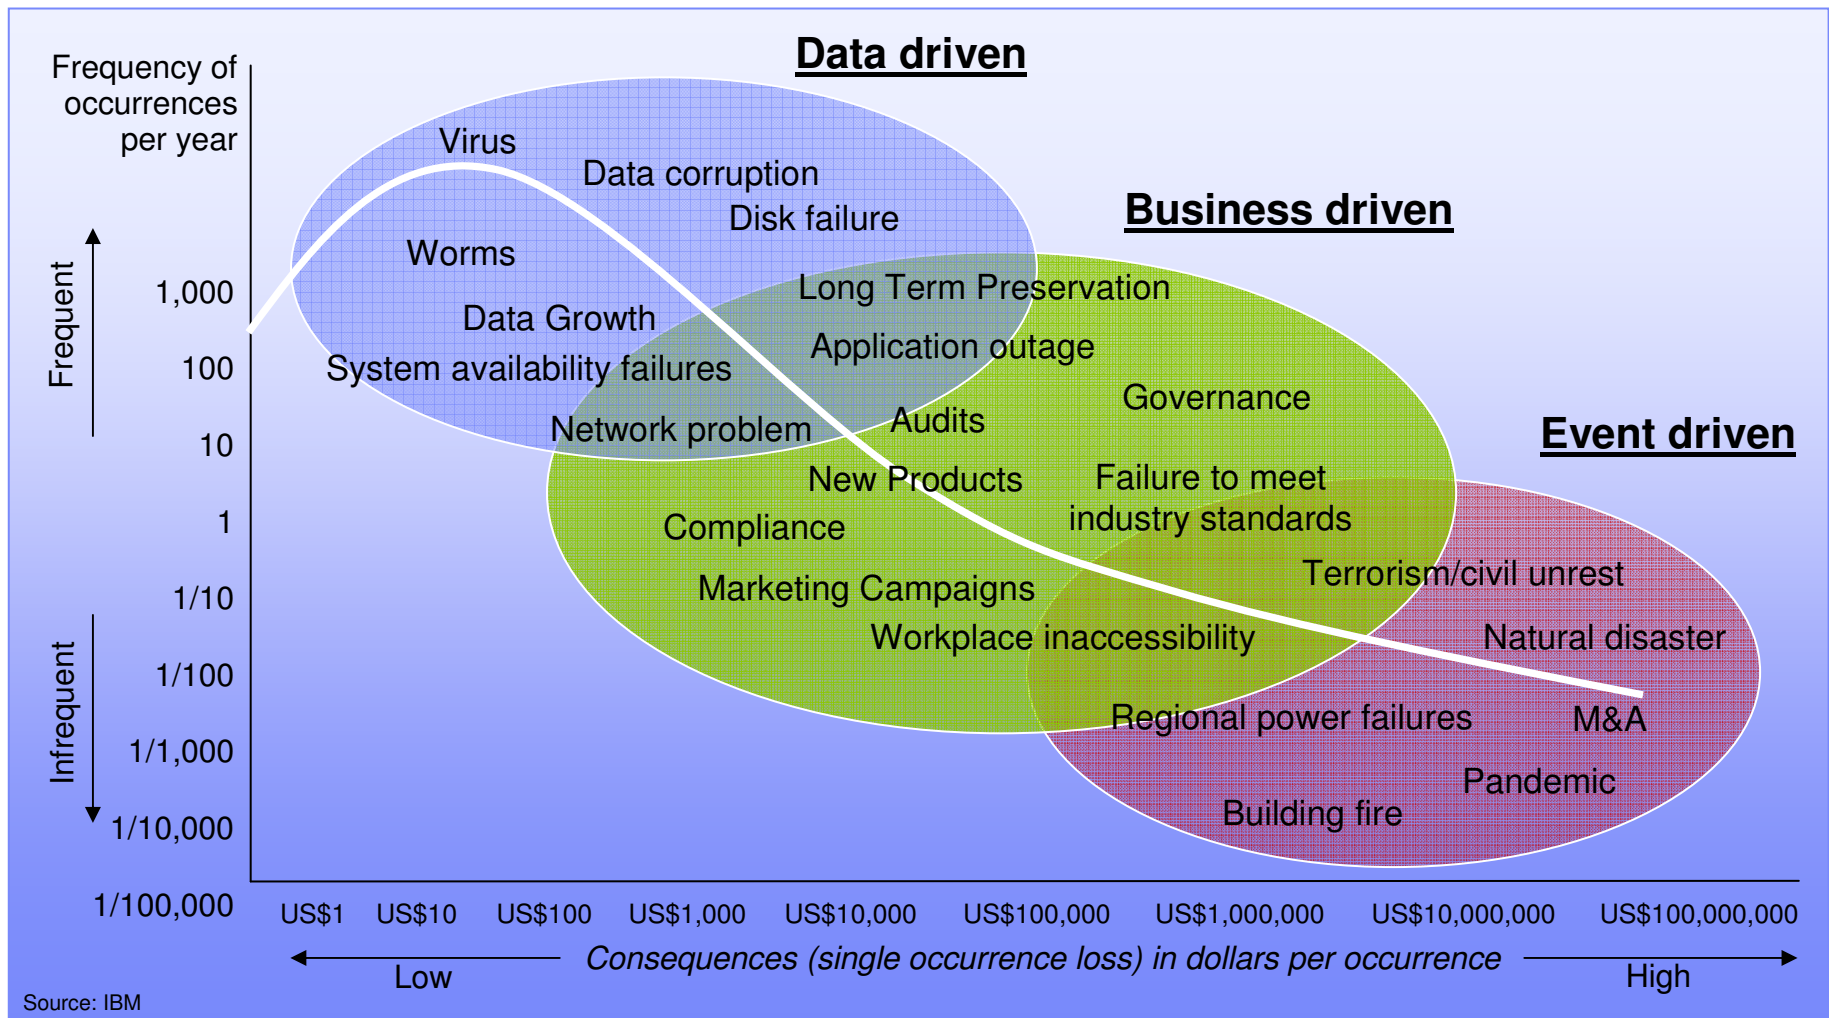 Data driven
Frequency of
occurrences
per year
Virus
Data corruption
Business driven
Disk failure
Worms
Frequent
1,000
Long Term Preservation
Data Growth
Application outage
100
System availability failures
Governance
Audits
Network problem
Event driven
10
New Products
Failure to meet
industry standards
1
Compliance
Terrorism/civil unrest
1/10
Marketing Campaigns
Workplace inaccessibility
Natural disaster
Infrequent
1/100
Regional power failures
M&A
1/1,000
Pandemic
Building fire
1/10,000
1/100,000
US$1 US$10 US$100 US$1,000 US$10,000 US$100,000 US$1,000,000 US$10,000,000 US$100,000,000
Consequences (single occurrence loss) in dollars per occurrence
Low
High
Source: IBM